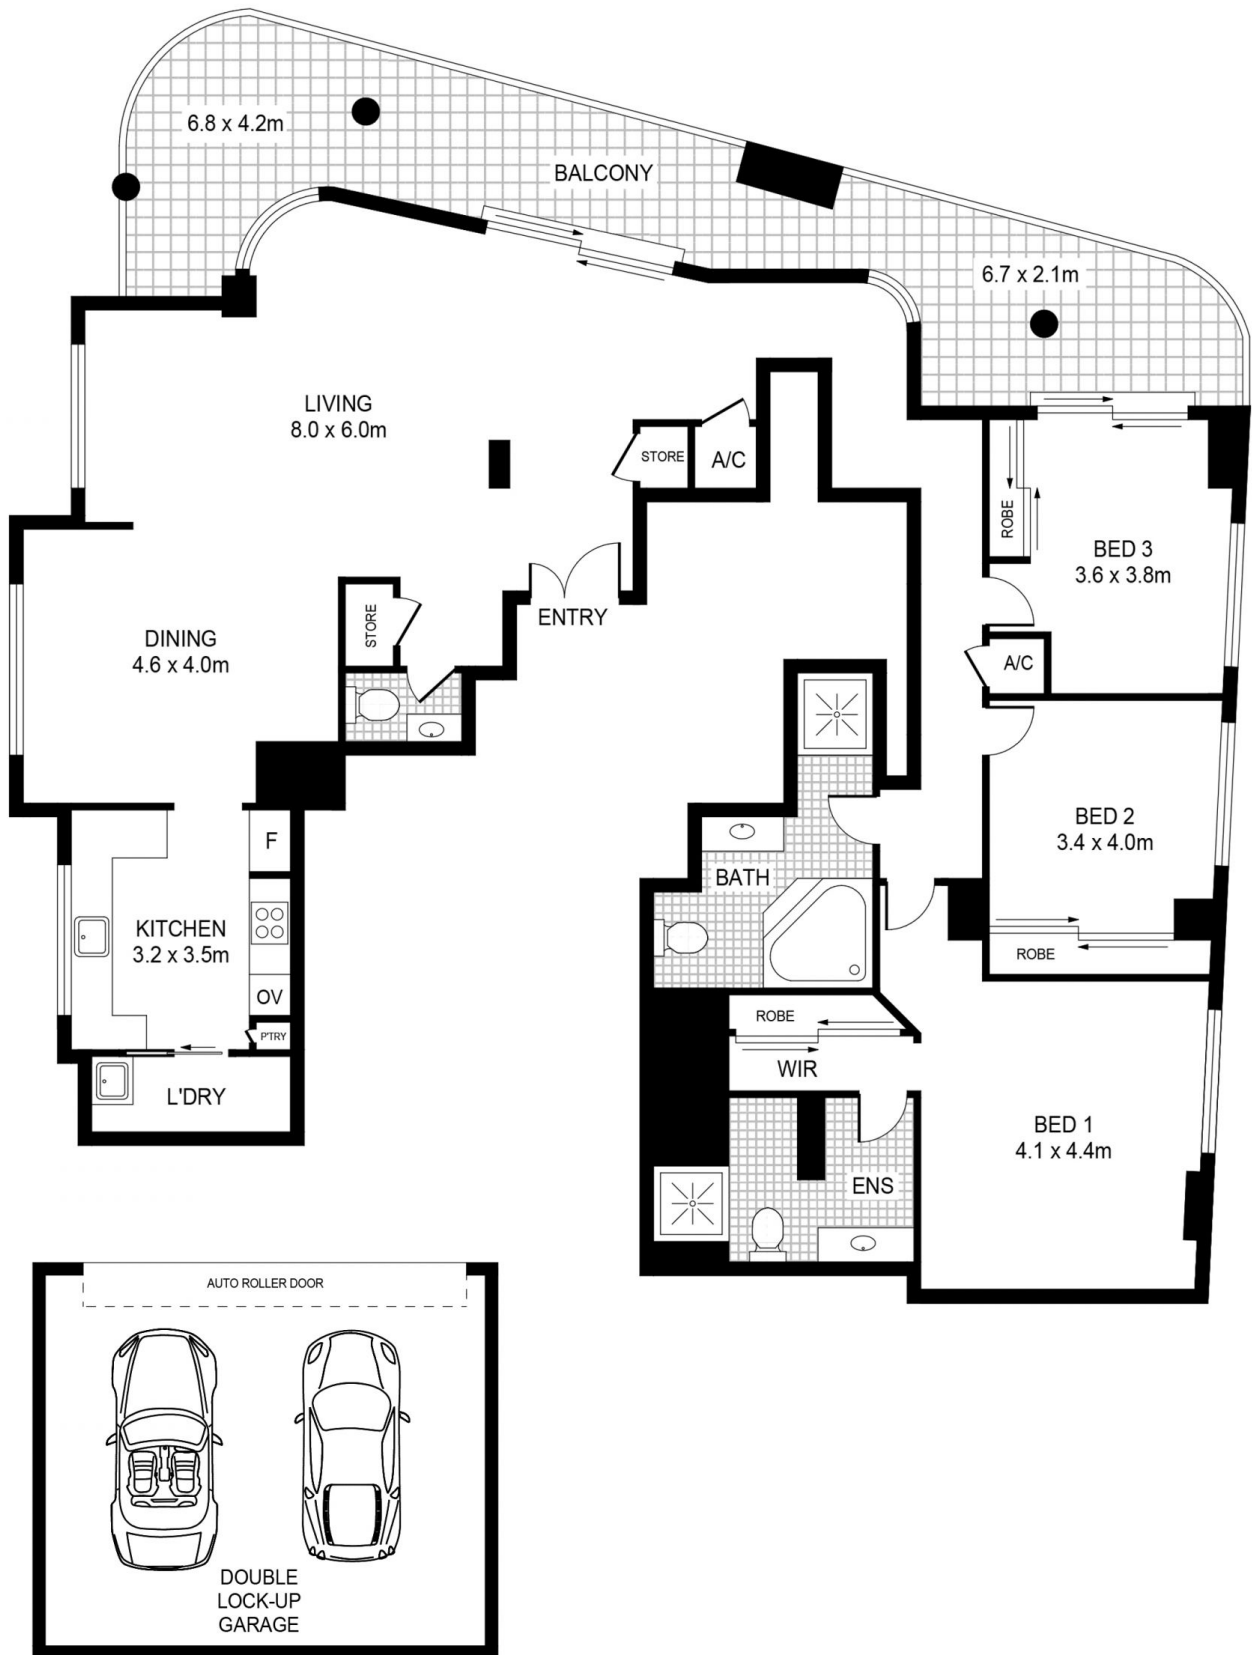 6.8 x 4.2m
BALCONY
6.7 x 2.1m
LIVING
8.0 x 6.0m
STORE
A/C
ROBE
BED 3
3.6 x 3.8m
STORE
ENTRY
DINING
4.6 x 4.0m
A/C
BED 2
3.4 x 4.0m
F
BATH
KITCHEN
3.2 x 3.5m
ROBE
OV
ROBE
P'TRY
WIR
L'DRY
BED 1
4.1 x 4.4m
ENS
AUTO ROLLER DOOR
DOUBLE
LOCK-UP
GARAGE